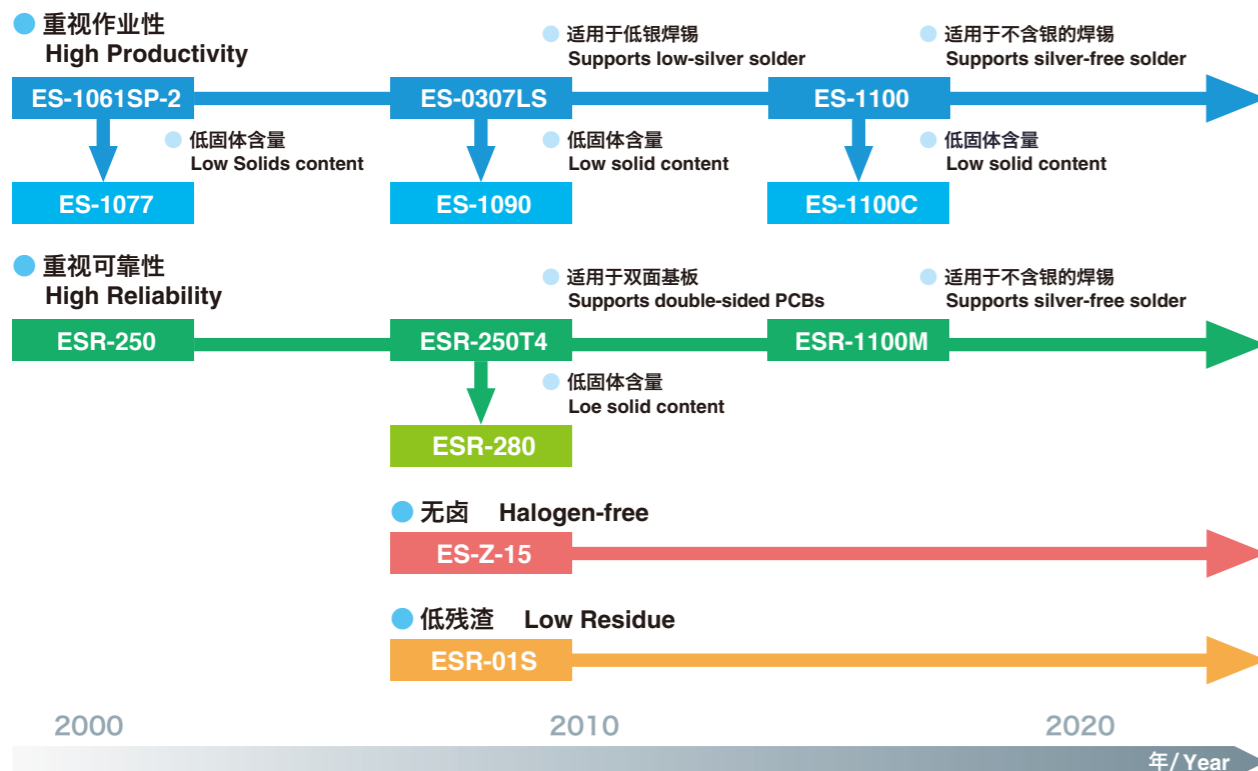 重视作业性
High Productivity
适用于低银焊锡
Supports low-silver solder
适用于不含银的焊锡
Supports silver-free solder
ES-1061SP-2
ES-0307LS
ES-1100
低固体含量
Low Solids content
低固体含量
Low solid content
低固体含量
Low solid content
ES-1077
ES-1090
ES-1100C
重视可靠性
High Reliability
适用于双面基板
Supports double-sided PCBs
适用于不含银的焊锡
Supports silver-free solder
ESR-250
ESR-250T4
ESR-1100M
低固体含量
Loe solid content
ESR-280
无卤 Halogen-free
ES-Z-15
低残渣 Low Residue
ESR-01S
2000
2010
2020
年/Year